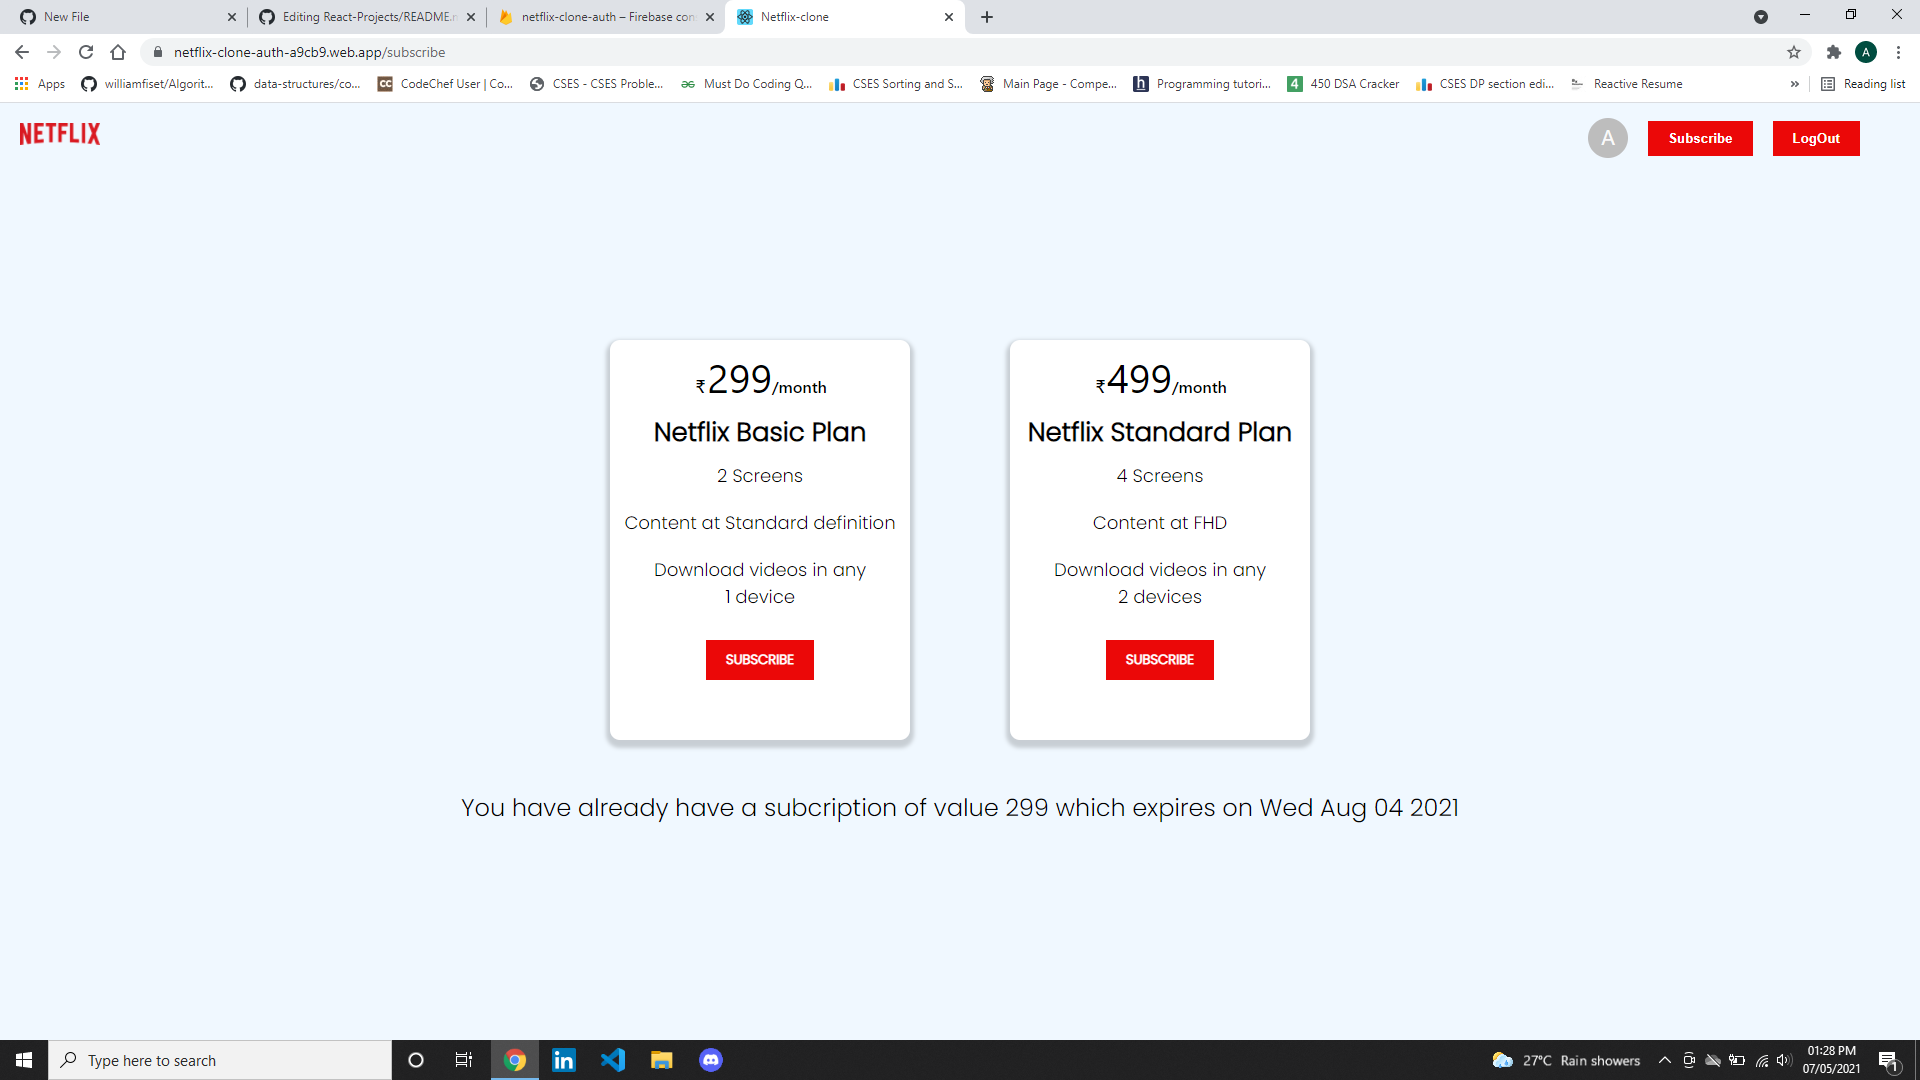 New File
Editing React-Projects/README.m
netflix-clone-auth – Firebase con
Netflix-clone
netflix-clone-auth-a9cb9.web.app/subscribe
A
Apps
williamfiset/Algorit...
data-structures/co...
CC
CodeChef User | Co...
CSES - CSES Proble...
Must Do Coding Q...
CSES Sorting and S...
Main Page - Compe...
h
Programming tutori...
4
450 DSA Cracker
CSES DP section edi...
Reactive Resume
»
Reading list
NETFLIX
A
Subscribe
LogOut
₹299/month
Netflix Basic Plan
2 Screens
Content at Standard definition
Download videos in any
1 device
SUBSCRIBE
₹499/month
Netflix Standard Plan
4 Screens
Content at FHD
Download videos in any
2 devices
SUBSCRIBE
You have already have a subcription of value 299 which expires on Wed Aug 04 2021
Type here to search
in
27°C Rain showers
01:28 PM
07/05/2021
1